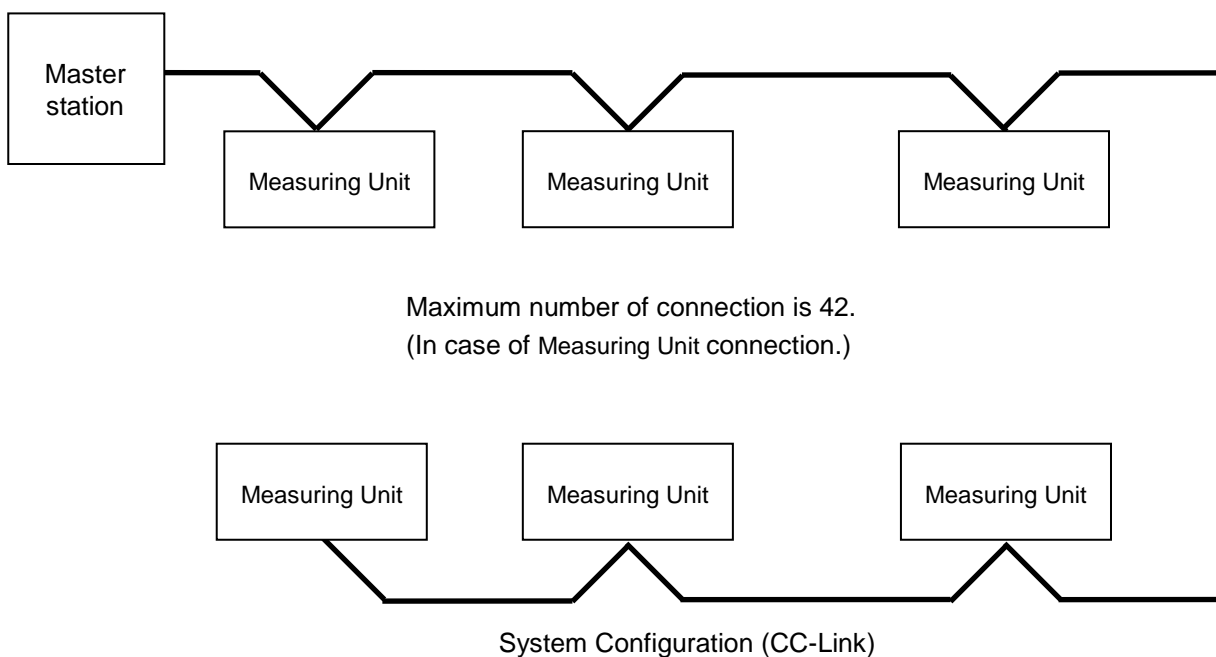 Master
station
Measuring Unit
Measuring Unit
Measuring Unit
Maximum number of connection is 42.
(In case of Measuring Unit connection.)
Measuring Unit
Measuring Unit
Measuring Unit
System Configuration (CC-Link)